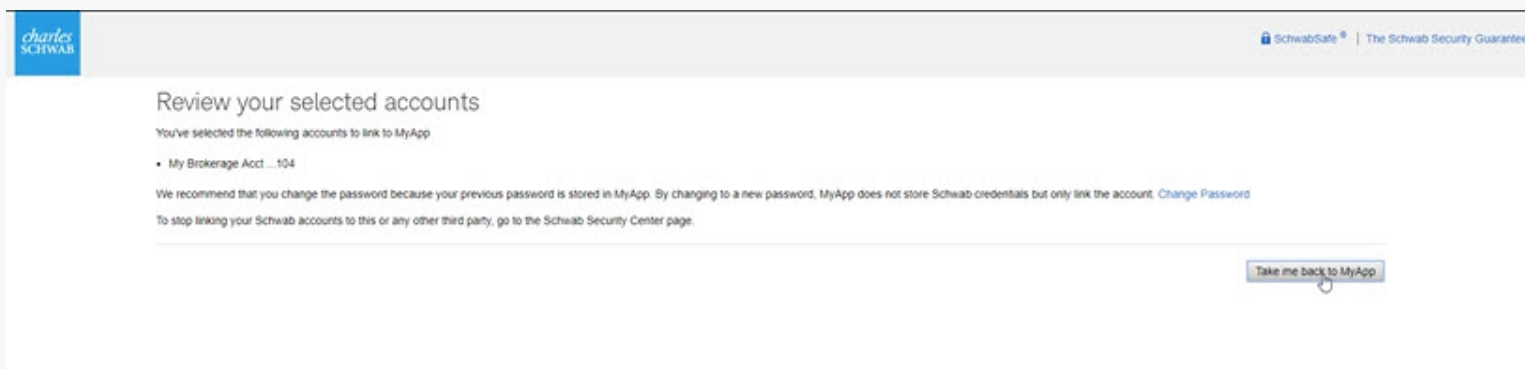 charles
SCHWAB
SchwabSafe ® | The Schwab Security Guarantee
Review your selected accounts
You've selected the following accounts to link to MyApp
• My Brokerage Acct ...104
We recommend that you change the password because your previous password is stored in MyApp. By changing to a new password, MyApp does not store Schwab credentials but only link the account. Change Password
To stop linking your Schwab accounts to this or any other third party, go to the Schwab Security Center page.
Take me back to MyApp